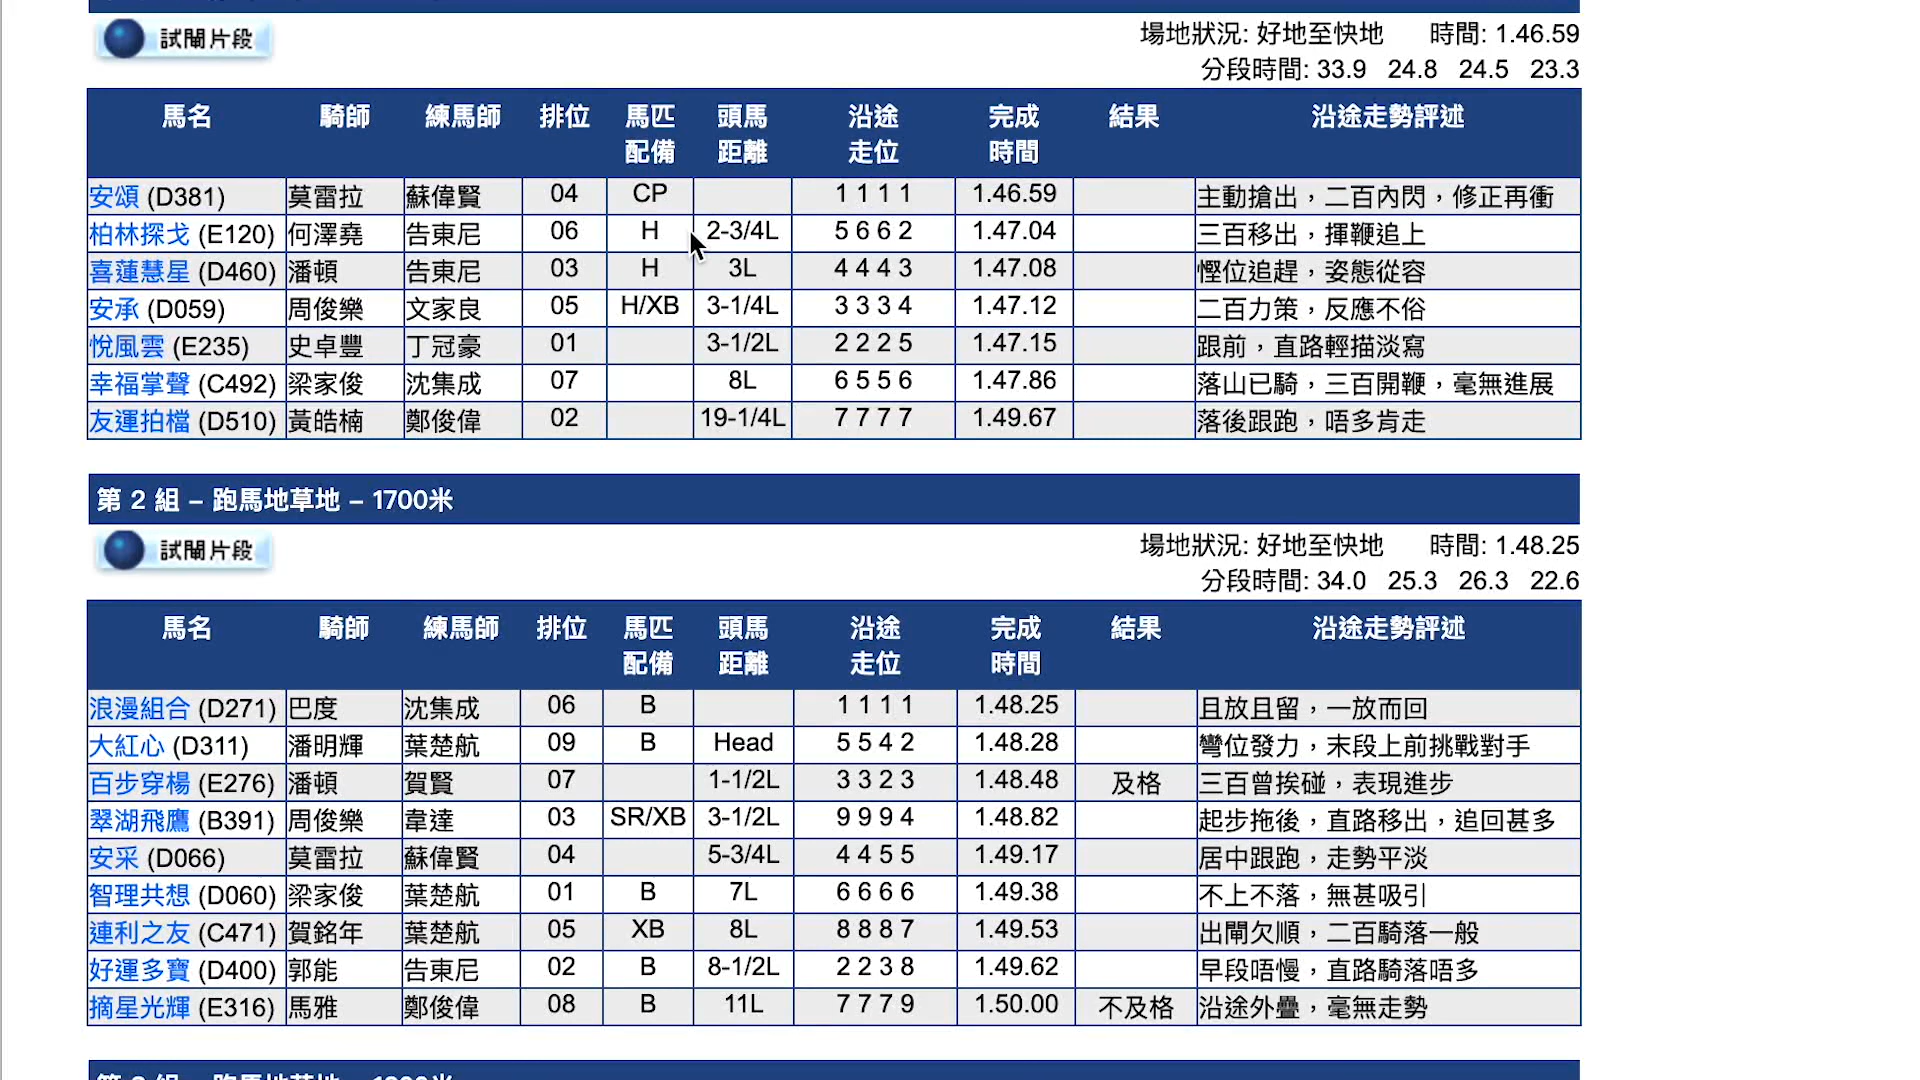 試閘片段
場地狀況: 好地至快地 時間: 1.46.59
分段時間: 33.9 24.8 24.5 23.3
馬名 騎師 練馬師 排位 馬匹配備 頭馬距離 沿途走位 完成時間 結果 沿途走勢評述
安頌 (D381) 莫雷拉 蘇偉賢 04 CP 1 1 1 1 1.46.59 主動搶出，二百內閃，修正再衝
柏林探戈 (E120) 何澤堯 告東尼 06 H 2-3/4L 5 6 6 2 1.47.04 三百移出，揮鞭追上
喜蓮慧星 (D460) 潘頓 告東尼 03 H 3L 4 4 4 3 1.47.08 慳位追趕，姿態從容
安承 (D059) 周俊樂 文家良 05 H/XB 3-1/4L 3 3 3 4 1.47.12 二百力策，反應不俗
悅風雲 (E235) 史卓豐 丁冠豪 01 3-1/2L 2 2 2 5 1.47.15 跟前，直路輕描淡寫
幸福掌聲 (C492) 梁家俊 沈集成 07 8L 6 5 5 6 1.47.86 落山已騎，三百開鞭，毫無進展
友運拍檔 (D510) 黃皓楠 鄭俊偉 02 19-1/4L 7 7 7 7 1.49.67 落後跟跑，唔多肯走
第 2 組 – 跑馬地草地 – 1700米
試閘片段
場地狀況: 好地至快地 時間: 1.48.25
分段時間: 34.0 25.3 26.3 22.6
馬名 騎師 練馬師 排位 馬匹配備 頭馬距離 沿途走位 完成時間 結果 沿途走勢評述
浪漫組合 (D271) 巴度 沈集成 06 B 1 1 1 1 1.48.25 且放且留，一放而回
大紅心 (D311) 潘明輝 葉楚航 09 B Head 5 5 4 2 1.48.28 彎位發力，末段上前挑戰對手
百步穿楊 (E276) 潘頓 賀賢 07 1-1/2L 3 3 2 3 1.48.48 及格 三百曾挨碰，表現進步
翠湖飛鷹 (B391) 周俊樂 韋達 03 SR/XB 3-1/2L 9 9 9 4 1.48.82 起步拖後，直路移出，追回甚多
安采 (D066) 莫雷拉 蘇偉賢 04 5-3/4L 4 4 5 5 1.49.17 居中跟跑，走勢平淡
智理共想 (D060) 梁家俊 葉楚航 01 B 7L 6 6 6 6 1.49.38 不上不落，無甚吸引
連利之友 (C471) 賀銘年 葉楚航 05 XB 8L 8 8 8 7 1.49.53 出閘欠順，二百騎落一般
好運多寶 (D400) 郭能 告東尼 02 B 8-1/2L 2 2 3 8 1.49.62 早段唔慢，直路騎落唔多
摘星光輝 (E316) 馬雅 鄭俊偉 08 B 11L 7 7 7 9 1.50.00 不及格 沿途外疊，毫無走勢